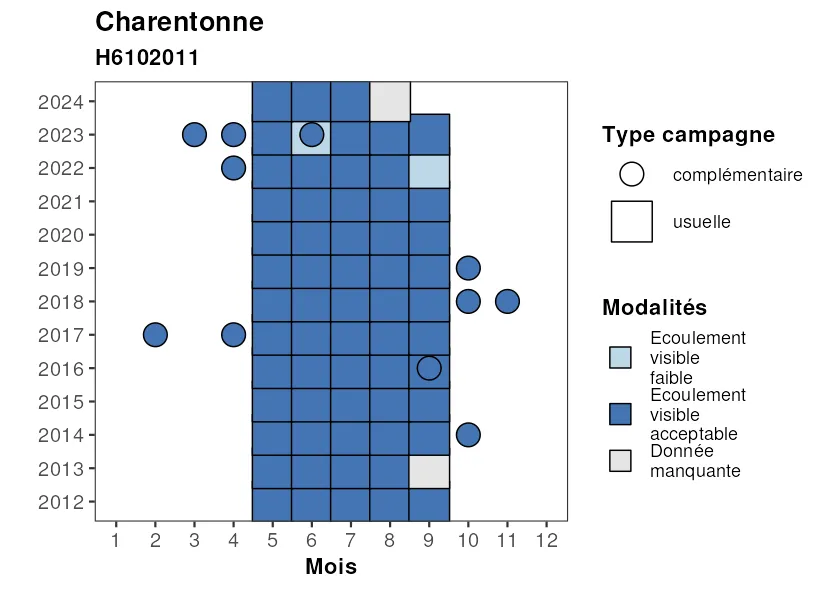 Charentonne
H6102011
2024
2023
2022
2021
2020
2019
2018
2017
2016
2015
2014
2013
2012
1 2 3 4 5 6 7 8 9 10 11 12
Mois
Type campagne
complémentaire
usuelle
Modalités
Ecoulement
visible
faible
Ecoulement
visible
acceptable
Donnée
manquante